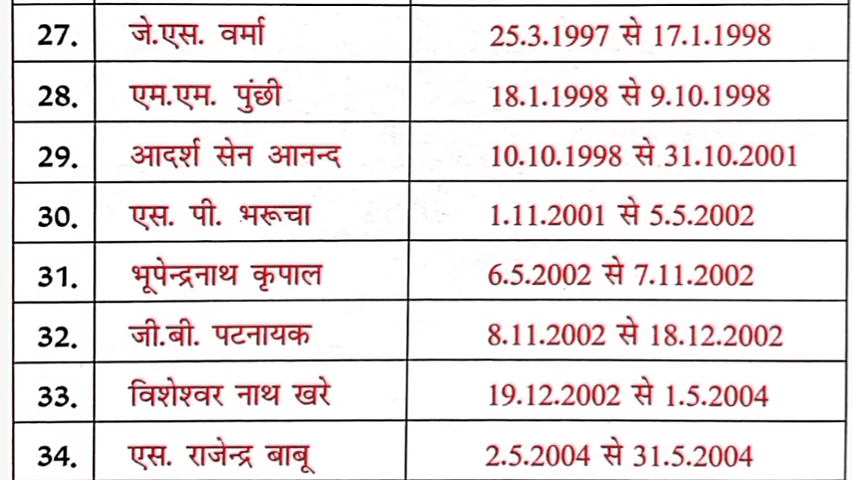 27. जे.एस. वर्मा 25.3.1997 से 17.1.1998
28. एम.एम. पुंछी 18.1.1998 से 9.10.1998
29. आदर्श सेन आनन्द 10.10.1998 से 31.10.2001
30. एस. पी. भरूचा 1.11.2001 से 5.5.2002
31. भूपेन्द्रनाथ कृपाल 6.5.2002 से 7.11.2002
32. जी.बी. पटनायक 8.11.2002 से 18.12.2002
33. विशेश्वर नाथ खरे 19.12.2002 से 1.5.2004
34. एस. राजेन्द्र बाबू 2.5.2004 से 31.5.2004